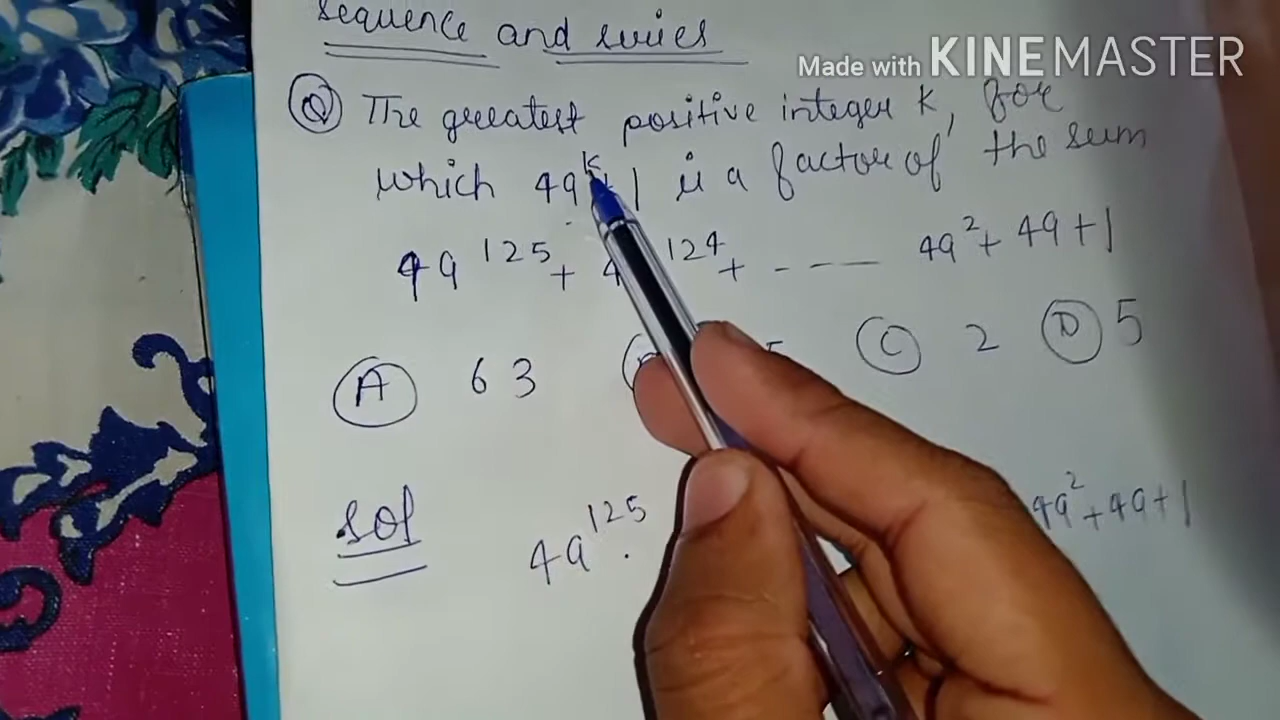 sequence and series
Made with KINEMASTER
Q The greatest positive integer K, for
which 49^K+1 is a factor of the sum
49^125 + 4 ^124 + - - - - 49^2 + 49 + 1
A 63 C 2 D 5
Sol
49^125 49^2 + 49 + 1